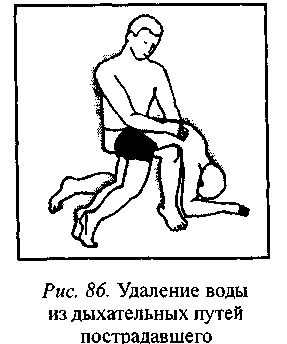 Рис. 86. Удаление воды
из дыхательных путей
пострадавшего